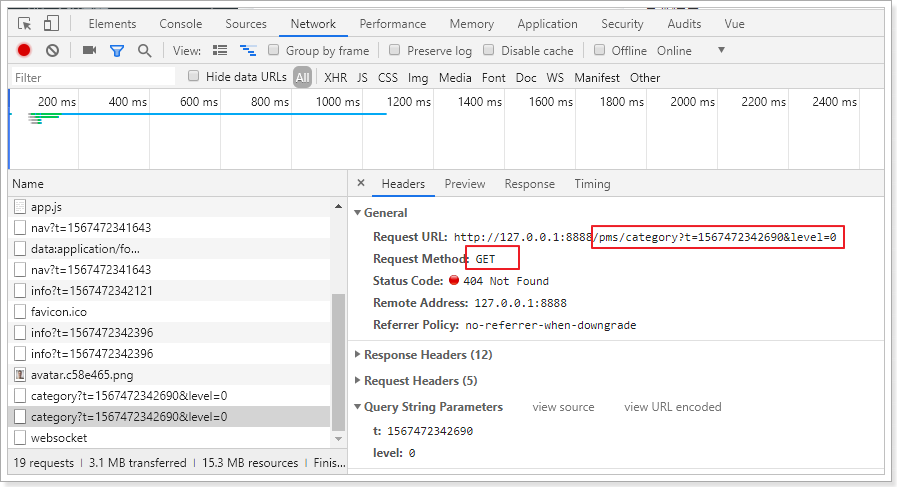 Elements Console Network Performance Memory Application Security Audits Vue
View: Group by frame Preserve log Disable cache Offline Online
Filter Hide data URLs All XHR JS CSS Img Media Font Doc WS Manifest Other
200 ms 400 ms 600 ms 800 ms 1000 ms 1200 ms 1400 ms 1600 ms 1800 ms 2000 ms 2200 ms 2400 ms
Name
app.js
nav?t=1567472341643
data:application/fo...
nav?t=1567472341643
info?t=1567472342121
favicon.ico
info?t=1567472342396
info?t=1567472342396
avatar.c58e465.png
category?t=1567472342690&level=0
category?t=1567472342690&level=0
websocket
19 requests | 3.1 MB transferred | 15.3 MB resources | Finis...
× Headers Preview Response Timing
General
Request URL: http://127.0.0.1:8888/pms/category?t=1567472342690&level=0
Request Method: GET
Status Code: 404 Not Found
Remote Address: 127.0.0.1:8888
Referrer Policy: no-referrer-when-downgrade
Response Headers (12)
Request Headers (5)
Query String Parameters view source view URL encoded
t: 1567472342690
level: 0